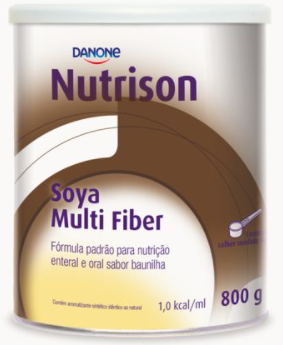 DANONE
Nutrison
Soya
Multi Fiber
Fórmula padrão para nutrição
enteral e oral sabor baunilha
Contém aromatizante sintético idêntico ao natural
1,0 kcal/ml
800 g